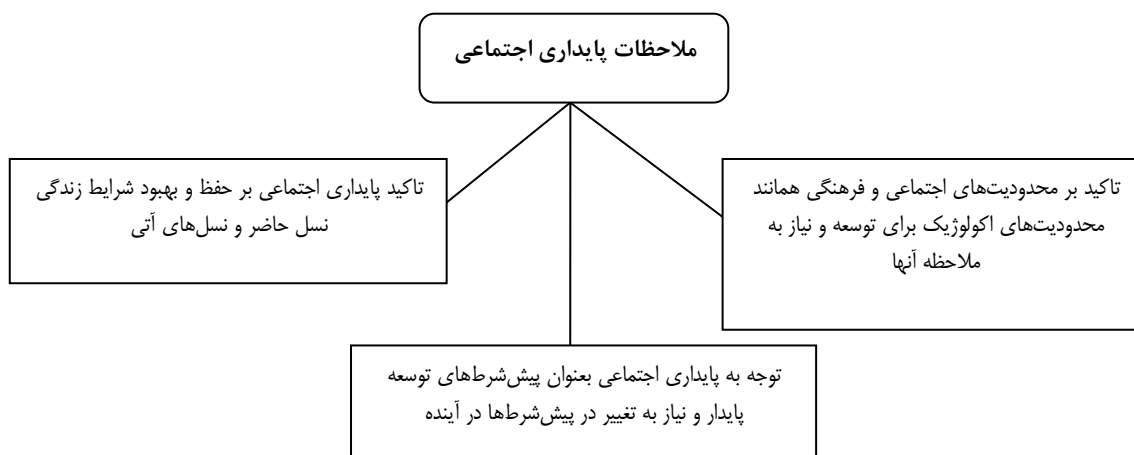 ملاحظات پایداری اجتماعی
تاکید بر محدودیت‌های اجتماعی و فرهنگی همانند
محدودیت‌های اکولوژیک برای توسعه و نیاز به
ملاحظه آنها
تاکید پایداری اجتماعی بر حفظ و بهبود شرایط زندگی
نسل حاضر و نسل‌های آتی
توجه به پایداری اجتماعی بعنوان پیش‌شرط‌های توسعه
پایدار و نیاز به تغییر در پیش‌شرط‌ها در آینده